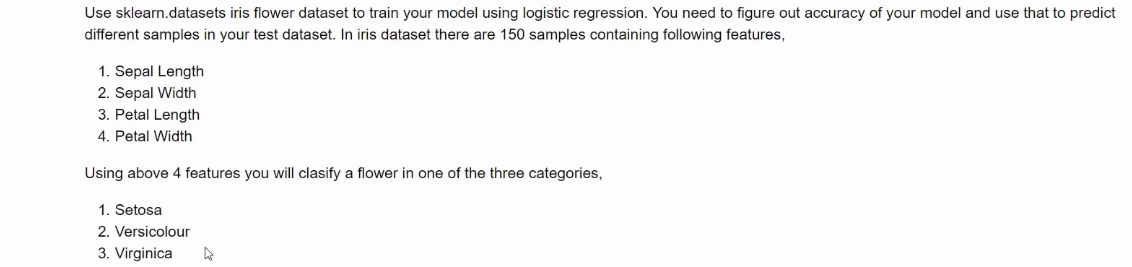 Use sklearn.datasets iris flower dataset to train your model using logistic regression. You need to figure out accuracy of your model and use that to predict
different samples in your test dataset. In iris dataset there are 150 samples containing following features,
1. Sepal Length
2. Sepal Width
3. Petal Length
4. Petal Width
Using above 4 features you will clasify a flower in one of the three categories,
1. Setosa
2. Versicolour
3. Virginica